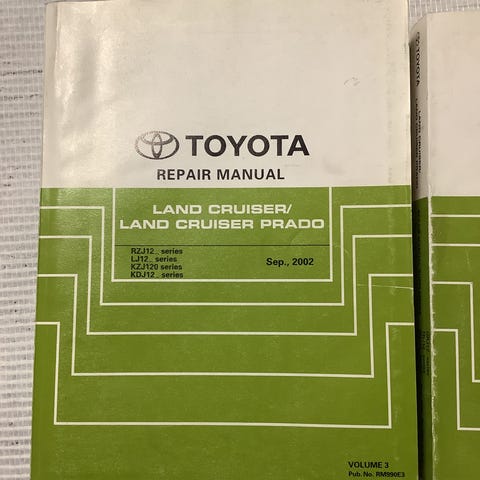 TOYOTA
REPAIR MANUAL
LAND CRUISER/
LAND CRUISER PRADO
RZJ12_ series
LJ12_ series
KZJ120 series
KDJ12_ series
Sep., 2002
VOLUME 3
Pub. No. RM990E3